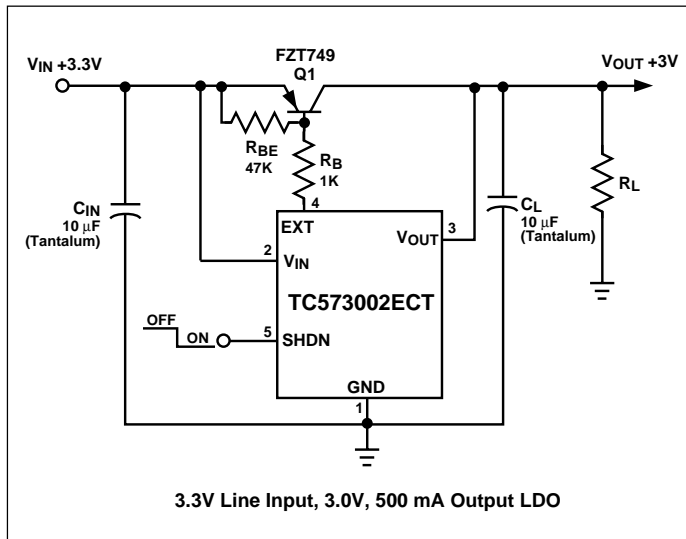 FZT749
Q1
VIN +3.3V
VOUT +3V
RBE
47K
RB
1K
4
EXT
CIN
10 µF
(Tantalum)
2
VIN
VOUT
3
CL
10 µF
(Tantalum)
RL
TC573002ECT
OFF
ON
5
SHDN
GND
1
3.3V Line Input, 3.0V, 500 mA Output LDO